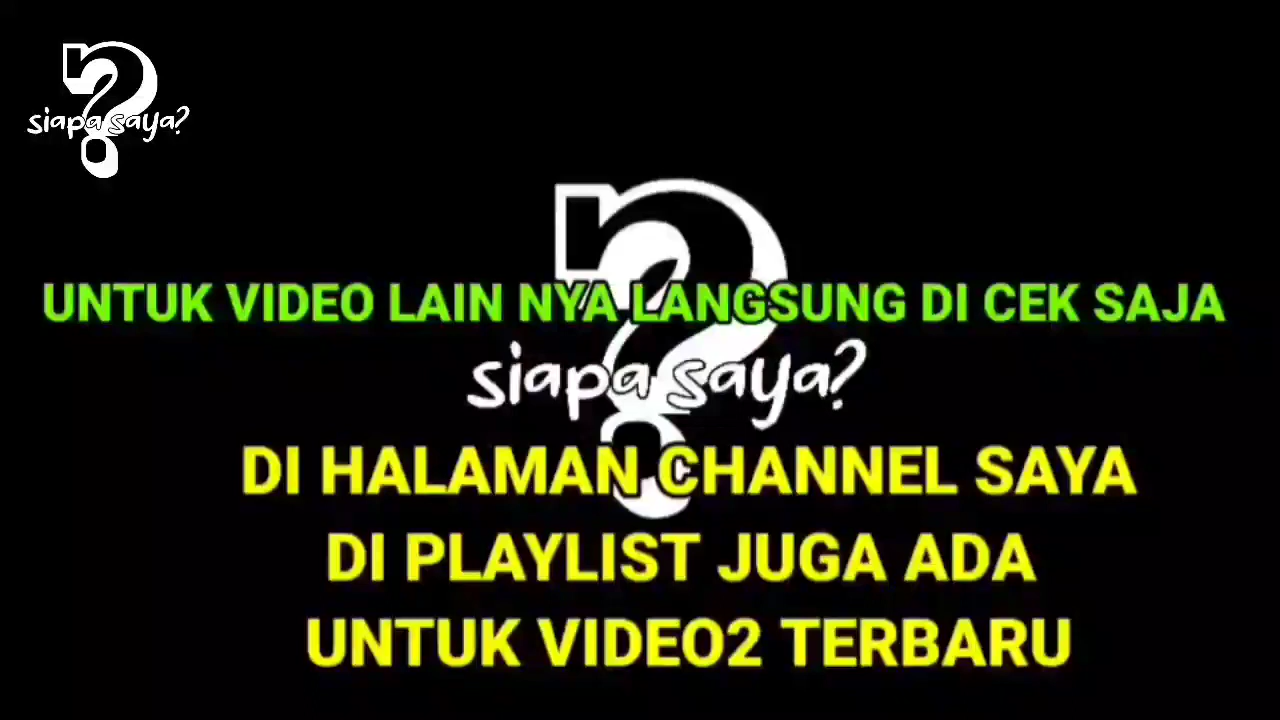 siapa saya?
UNTUK VIDEO LAIN NYA LANGSUNG DI CEK SAJA
siapa saya?
DI HALAMAN CHANNEL SAYA
DI PLAYLIST JUGA ADA
UNTUK VIDEO2 TERBARU